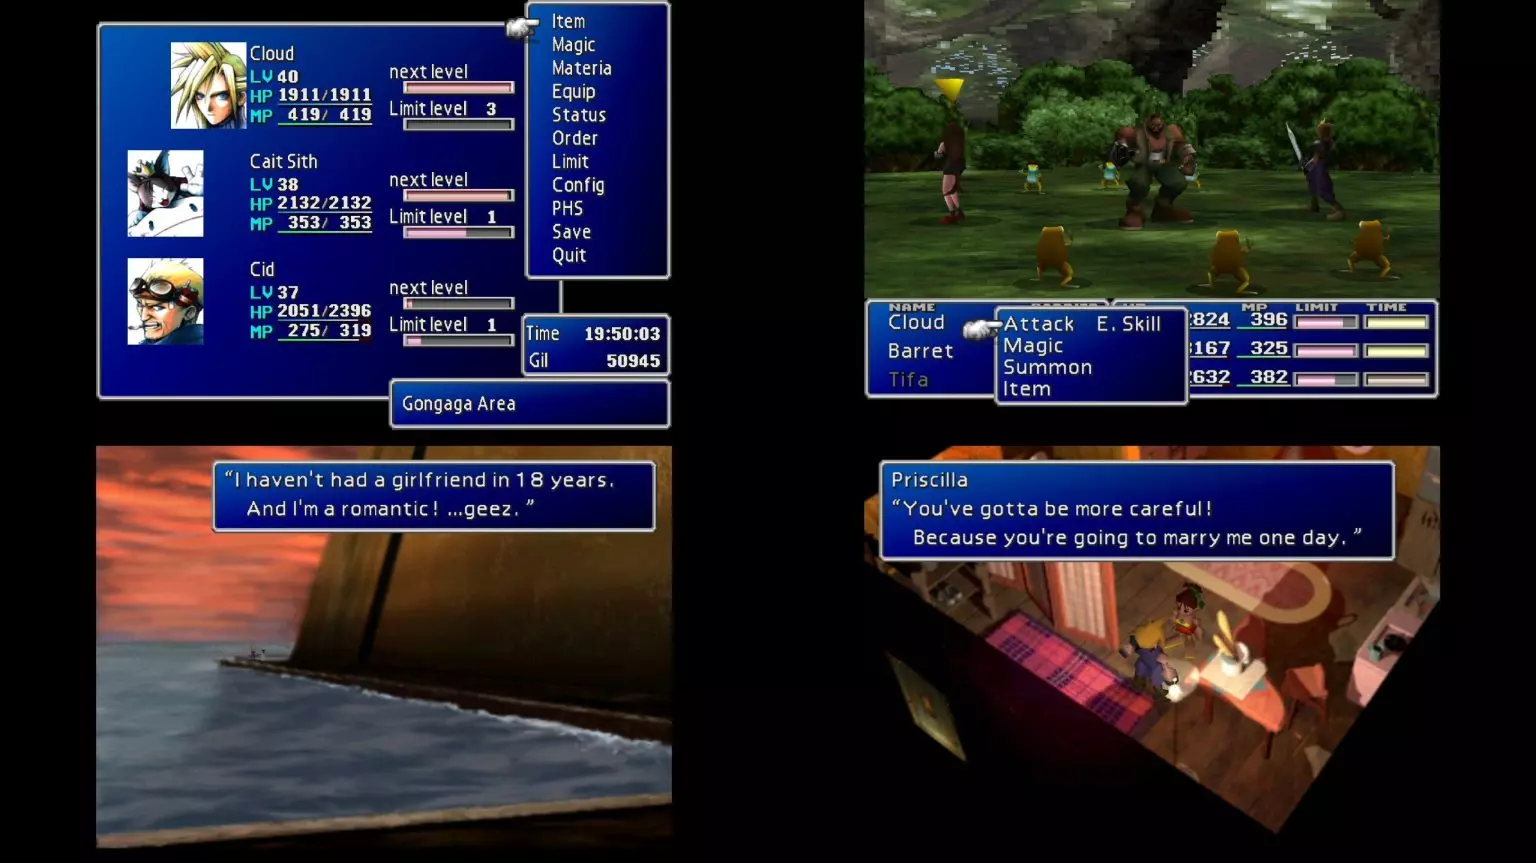 Cloud
LV 40
HP 1911/1911
MP 419/ 419
next level
Limit level 3
Cait Sith
LV 38
HP 2132/2132
MP 353/ 353
next level
Limit level 1
Cid
LV 37
HP 2051/2396
MP 275/ 319
next level
Limit level 1
Item
Magic
Materia
Equip
Status
Order
Limit
Config
PHS
Save
Quit
Time 19:50:03
Gil 50945
Gongaga Area
NAME MP LIMIT TIME
Cloud 2824 396
Barret 3167 325
Tifa 2632 382
Attack E. Skill
Magic
Summon
Item
“I haven't had a girlfriend in 18 years.
And I'm a romantic! ...geez. ”
Priscilla
“You've gotta be more careful!
Because you're going to marry me one day. ”